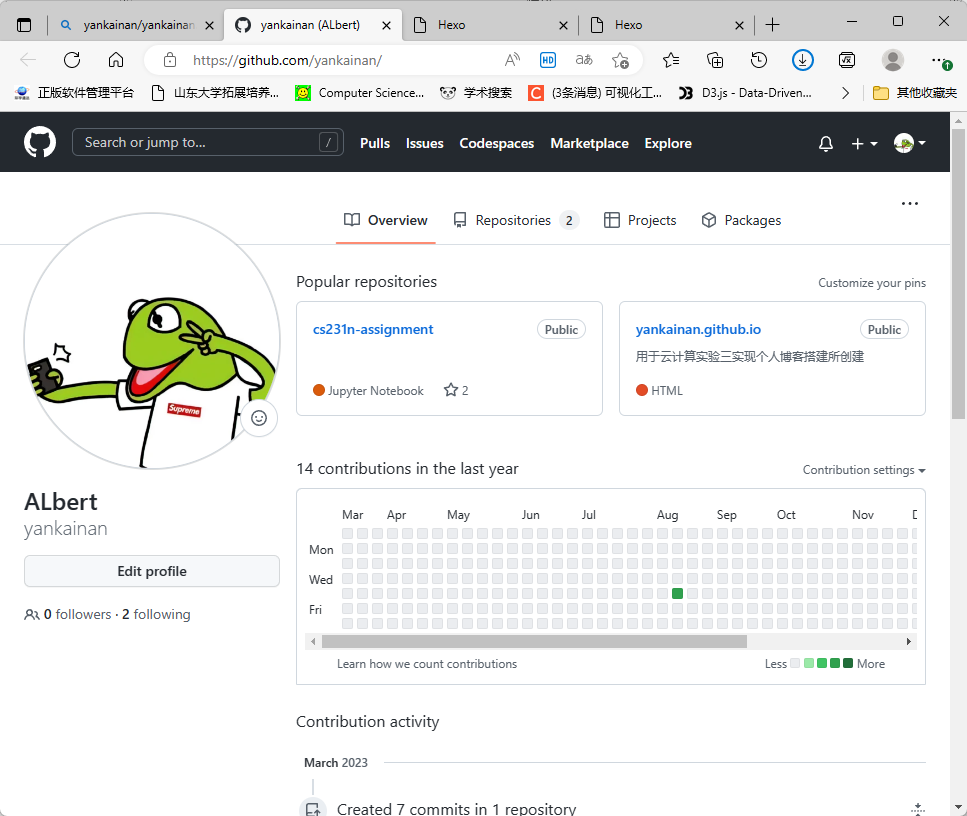 yankainan/yankainan
yankainan (ALbert)
Hexo
Hexo
https://github.com/yankainan/
HD
正版软件管理平台
山东大学拓展培养...
Computer Science...
学术搜索
(3条消息) 可视化工...
D3.js - Data-Driven...
其他收藏夹
Search or jump to... /
Pulls Issues Codespaces Marketplace Explore
Overview Repositories 2 Projects Packages
Popular repositories
Customize your pins
cs231n-assignment Public
Jupyter Notebook 2
yankainan.github.io Public
用于云计算实验三实现个人博客搭建所创建
HTML
Supreme
ALbert
yankainan
Edit profile
0 followers · 2 following
14 contributions in the last year
Contribution settings
Mar Apr May Jun Jul Aug Sep Oct Nov D
Mon
Wed
Fri
Learn how we count contributions
Less More
Contribution activity
March 2023
Created 7 commits in 1 repository